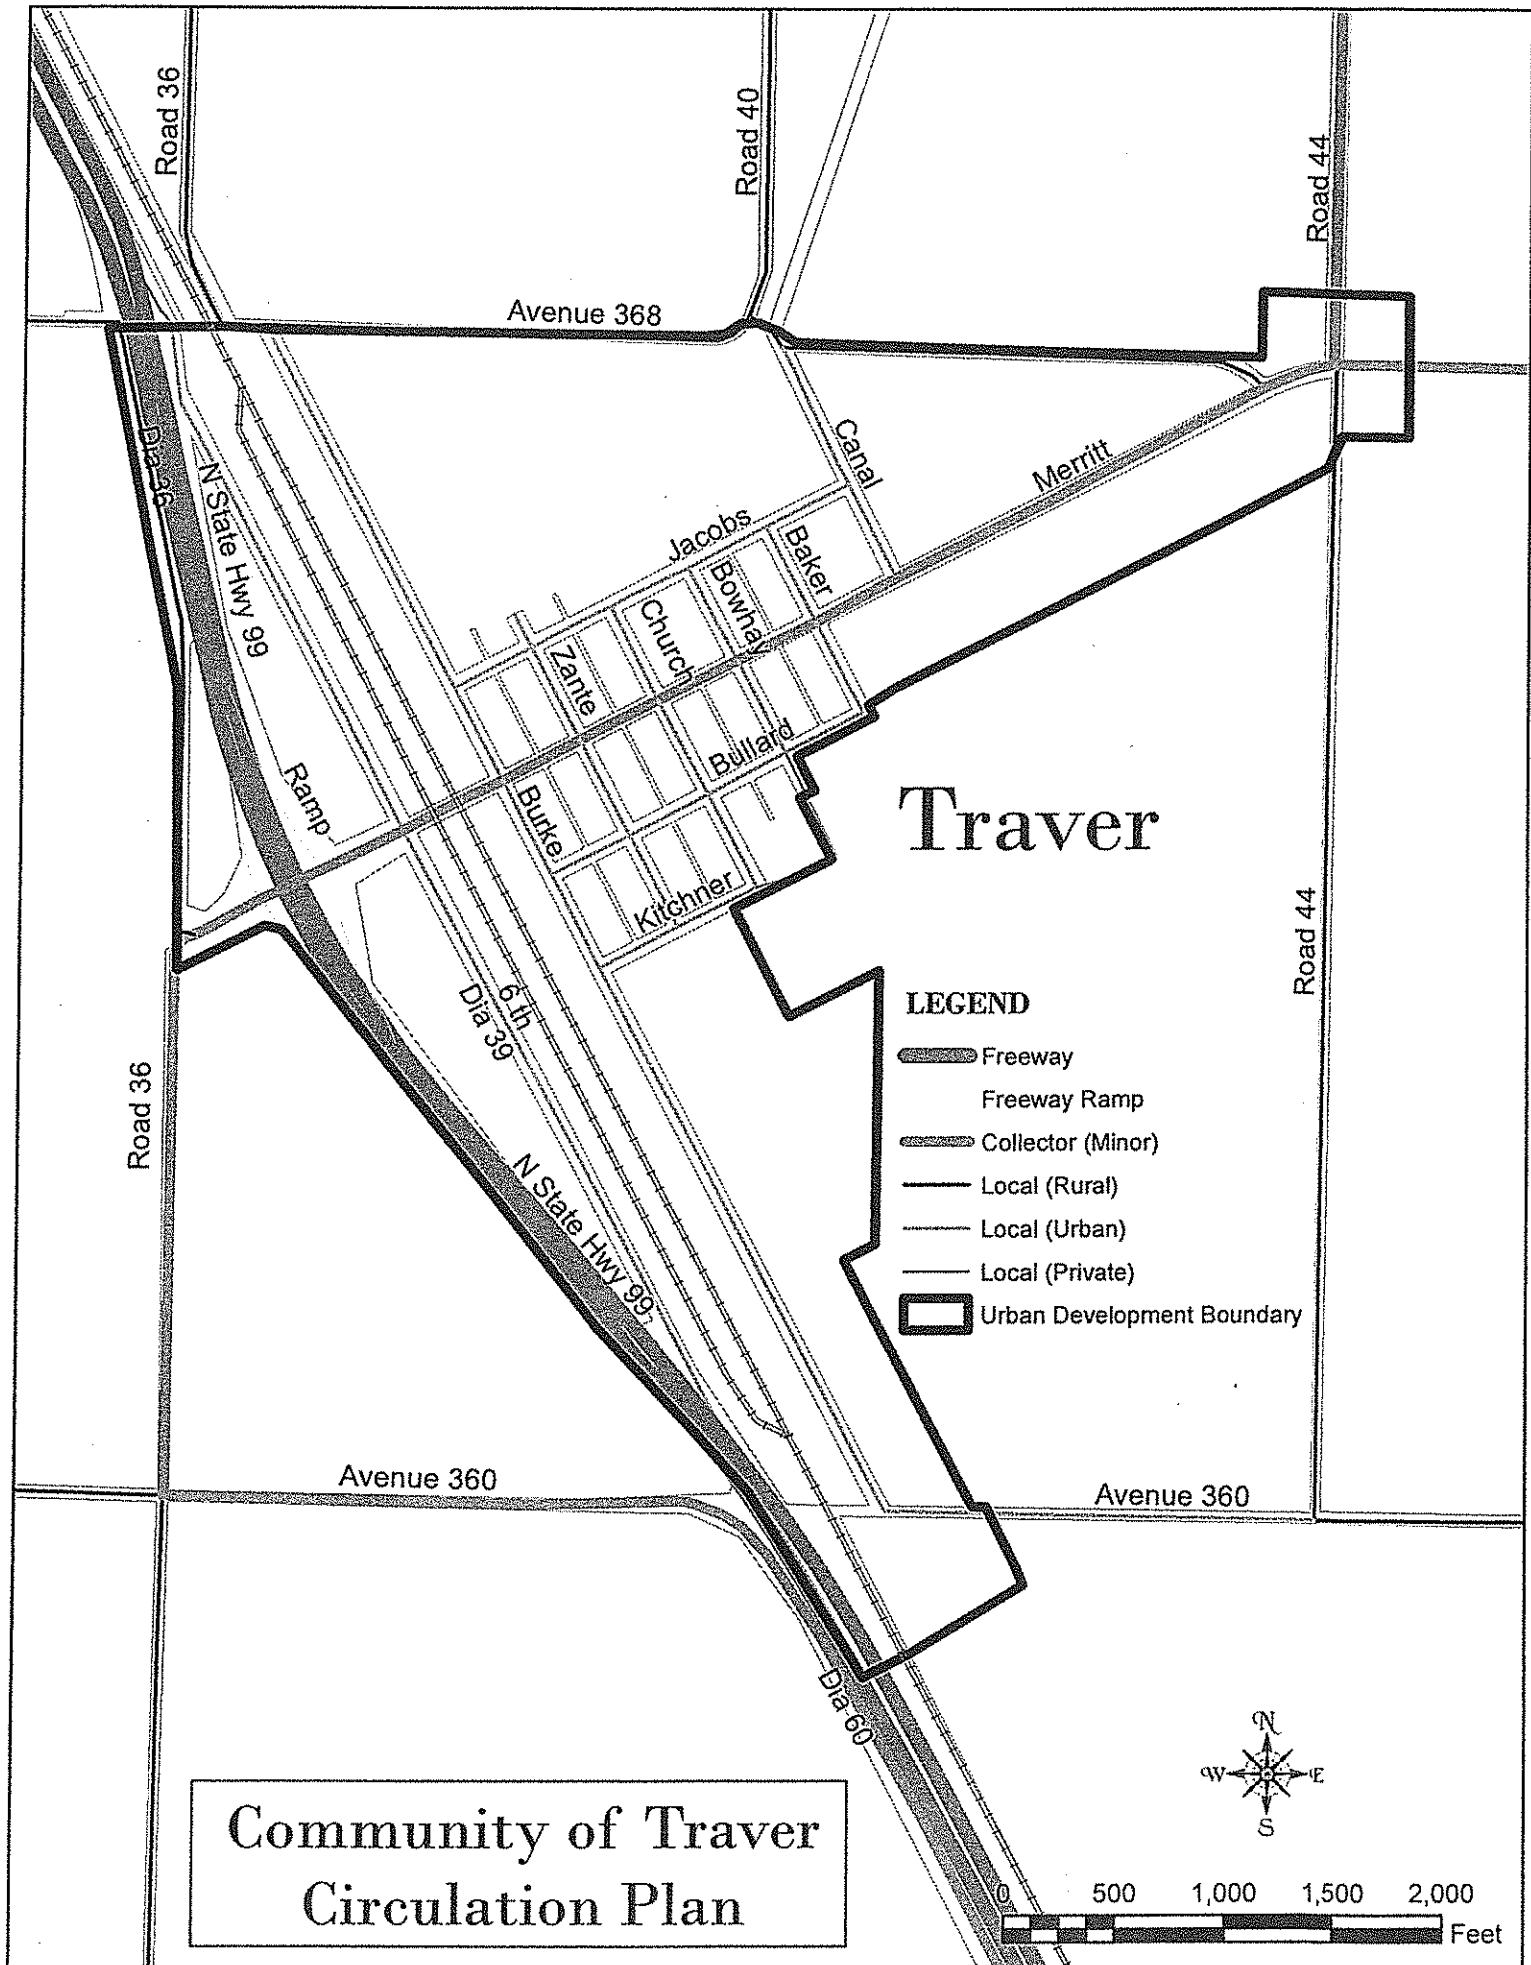 Road 36
Road 40
Road 44
Avenue 368
Dia 36
N State Hwy 99
Canal
Merritt
Jacobs
Baker
Bowhay
Church
Zante
Bullard
Ramp
Burke
Traver
Kitchner
Road 44
6 th
Dia 39
LEGEND
Freeway
Freeway Ramp
Collector (Minor)
Local (Rural)
Local (Urban)
Local (Private)
Urban Development Boundary
Road 36
N State Hwy 99
Avenue 360
Avenue 360
Dia 60
N
W E
S
Community of Traver
Circulation Plan
0 500 1,000 1,500 2,000
Feet